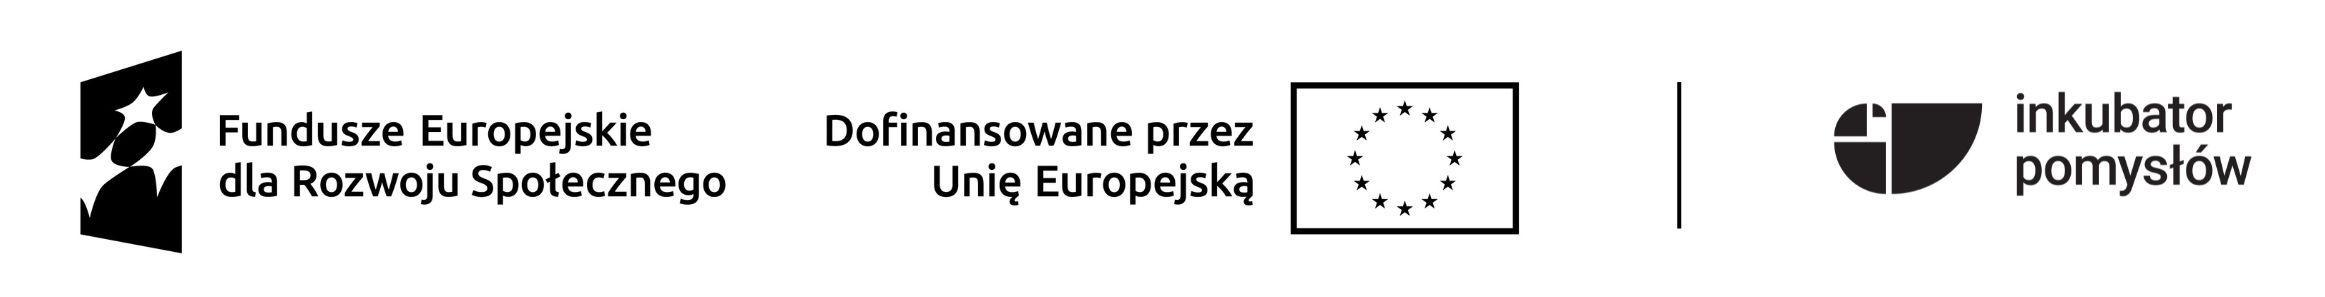 Fundusze Europejskie
dla Rozwoju Społecznego
Dofinansowane przez
Unię Europejską
inkubator
pomysłów